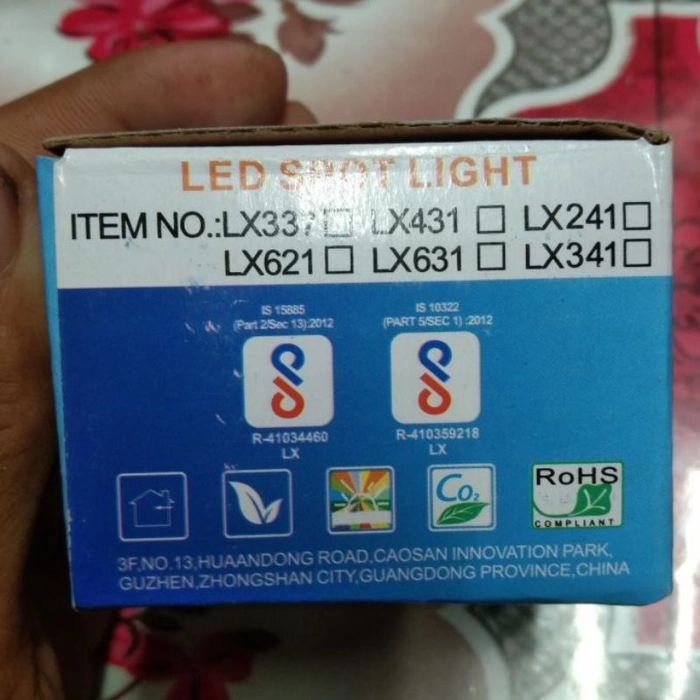 LED SPOT LIGHT
ITEM NO.:LX337 LX431 LX241
LX621 LX631 LX341
IS 15885
(Part 2/Sec 13):2012
IS 10322
(PART 5/SEC 1) :2012
R-41034460
LX
R-410359218
LX
CO₂
RoHS
COMPLIANT
3F,NO.13,HUAANDONG ROAD,CAOSAN INNOVATION PARK,
GUZHEN,ZHONGSHAN CITY,GUANGDONG PROVINCE,CHINA